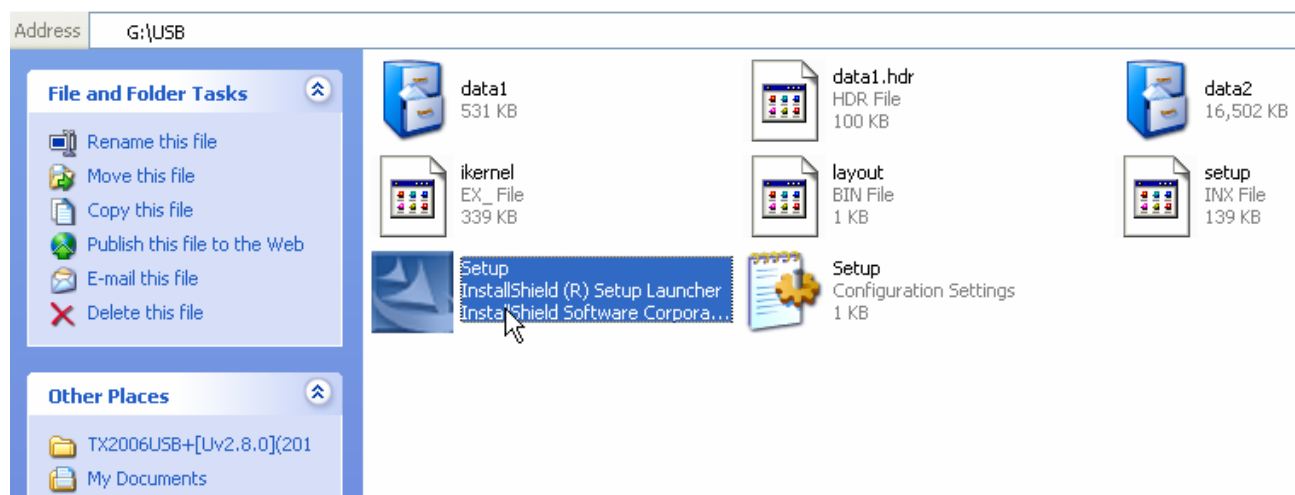 Address G:\USB
File and Folder Tasks
Rename this file
Move this file
Copy this file
Publish this file to the Web
E-mail this file
Delete this file
Other Places
TX2006USB+[Uv2.8.0](201
My Documents
data1
531 KB
data1.hdr
HDR File
100 KB
data2
16,502 KB
ikernel
EX_ File
339 KB
layout
BIN File
1 KB
setup
INX File
139 KB
Setup
InstallShield (R) Setup Launcher
InstallShield Software Corpora...
Setup
Configuration Settings
1 KB